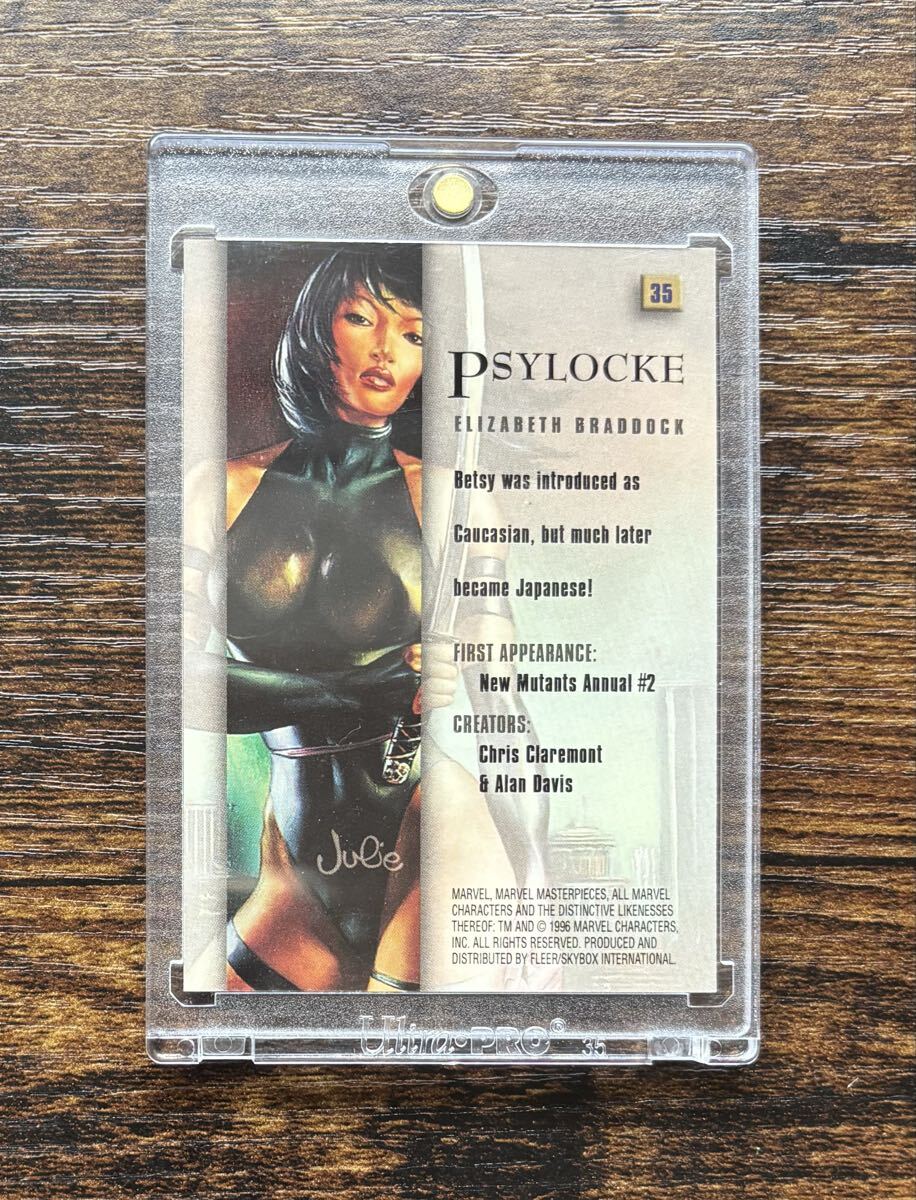 35
PSYLOCKE
ELIZABETH BRADDOCK
Betsy was introduced as
Caucasian, but much later
became Japanese!
FIRST APPEARANCE:
New Mutants Annual #2
CREATORS:
Chris Claremont
& Alan Davis
Julie
MARVEL, MARVEL MASTERPIECES, ALL MARVEL
CHARACTERS AND THE DISTINCTIVE LIKENESSES
THEREOF: TM AND © 1996 MARVEL CHARACTERS,
INC. ALL RIGHTS RESERVED. PRODUCED AND
DISTRIBUTED BY FLEER/SKYBOX INTERNATIONAL.
Ultra•PRO® 35